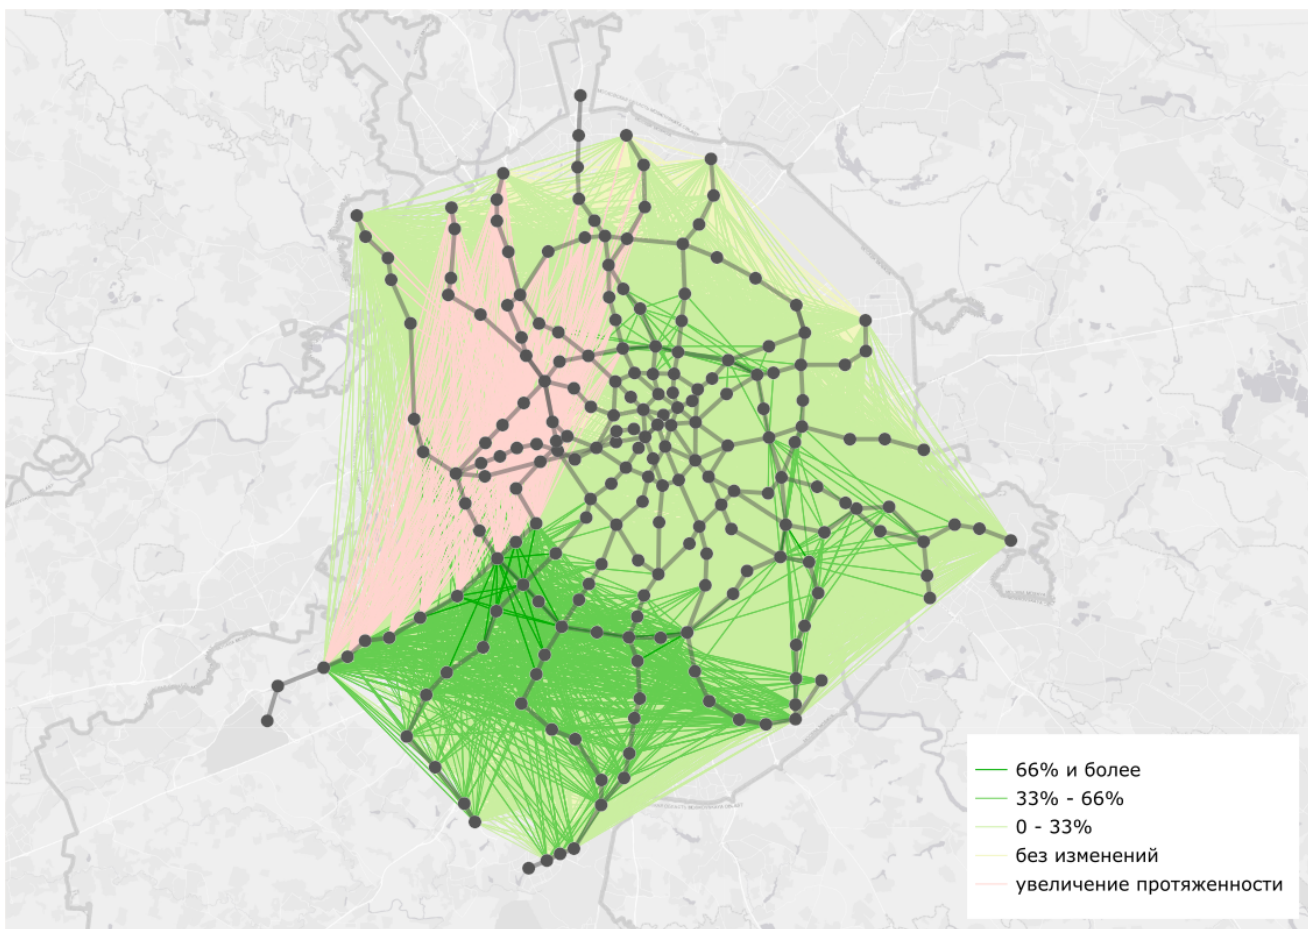 66% и более
33% - 66%
0 - 33%
без изменений
увеличение протяженности